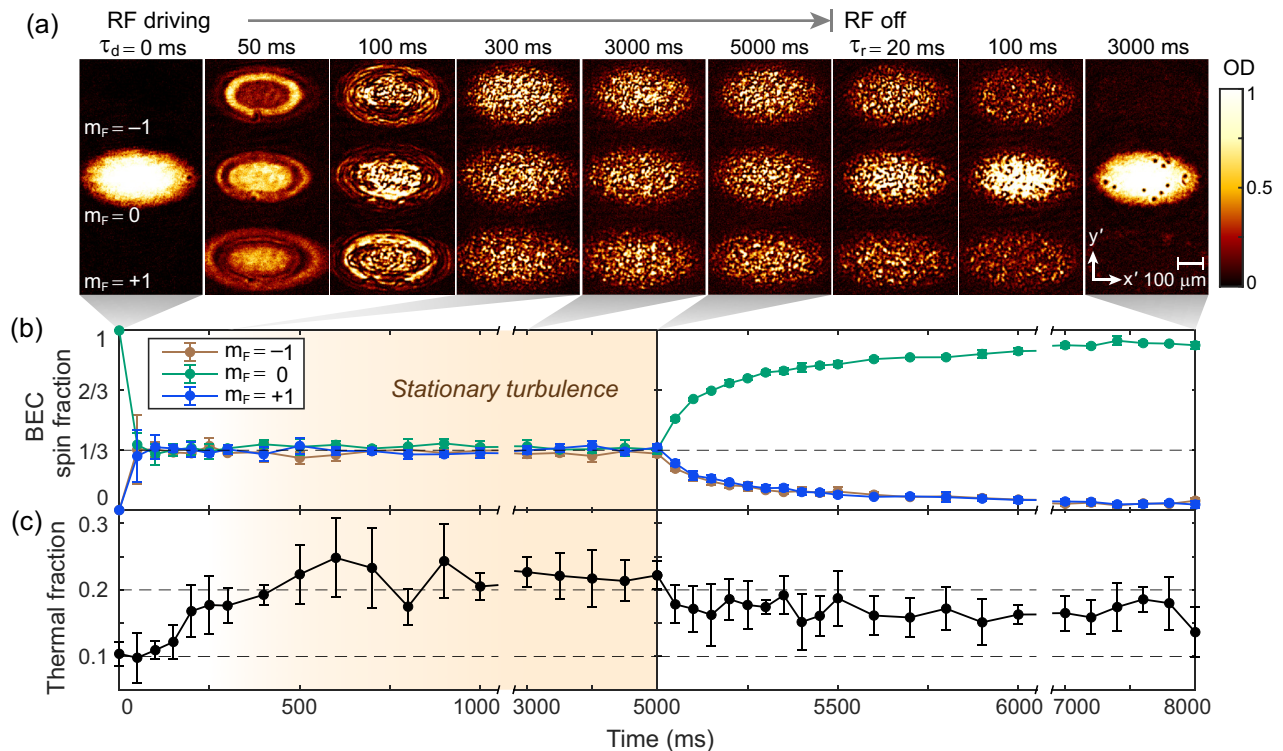 (a)
RF driving
RF off
τd = 0 ms
50 ms
100 ms
300 ms
3000 ms
5000 ms
τr = 20 ms
100 ms
3000 ms
OD
mF = −1
mF = 0
mF = +1
y′
x′
100 μm
1
0.5
0
(b)
BEC
spin fraction
1
2/3
1/3
0
mF = −1
mF = 0
mF = +1
Stationary turbulence
(c)
Thermal fraction
0.3
0.2
0.1
0
500
1000
3000
5000
5500
6000
7000
8000
Time (ms)